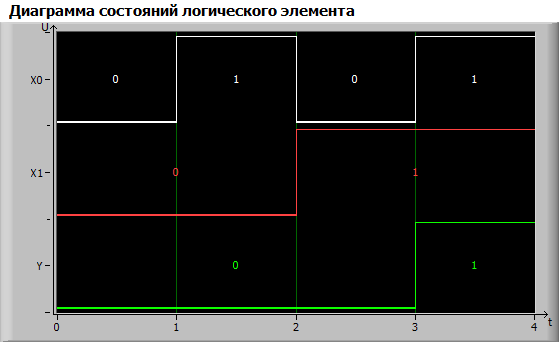 Диаграмма состояний логического элемента
U
X0 0 1 0 1
X1 0 1
Y 0 1
0 1 2 3 4
t